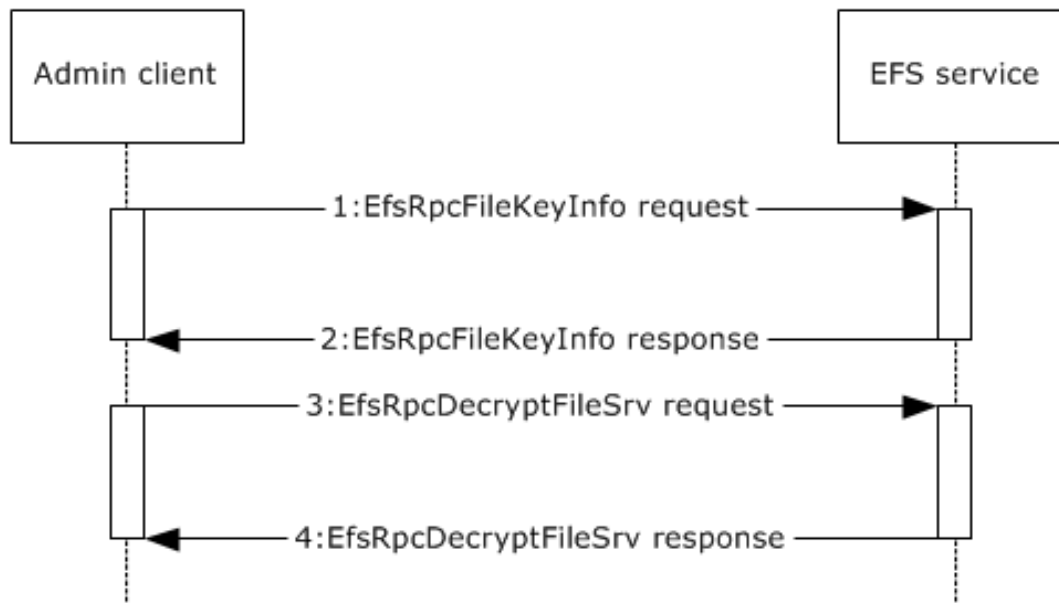 Admin client
EFS service
1:EfsRpcFileKeyInfo request
2:EfsRpcFileKeyInfo response
3:EfsRpcDecryptFileSrv request
4:EfsRpcDecryptFileSrv response